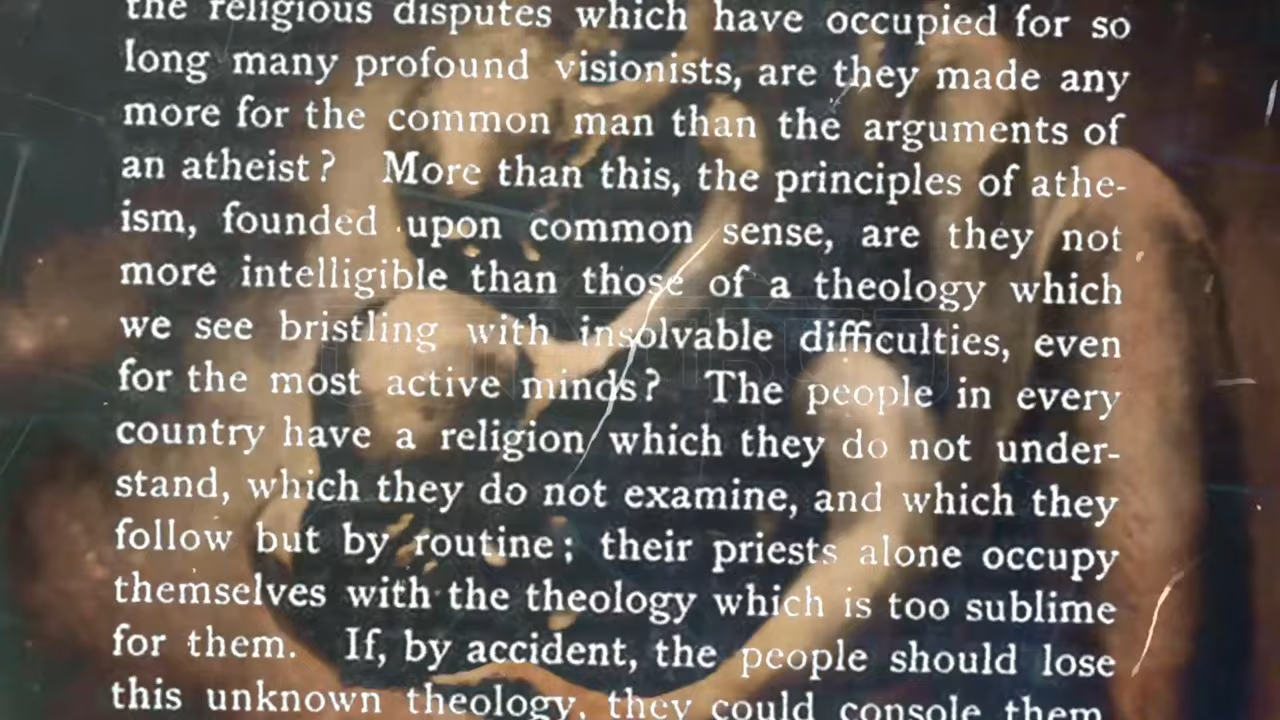 the religious disputes which have occupied for so
long many profound visionists, are they made any
more for the common man than the arguments of
an atheist? More than this, the principles of athe-
ism, founded upon common sense, are they not
more intelligible than those of a theology which
we see bristling with insolvable difficulties, even
for the most active minds? The people in every
country have a religion which they do not under-
stand, which they do not examine, and which they
follow but by routine; their priests alone occupy
themselves with the theology which is too sublime
for them. If, by accident, the people should lose
this unknown theology, they could console them